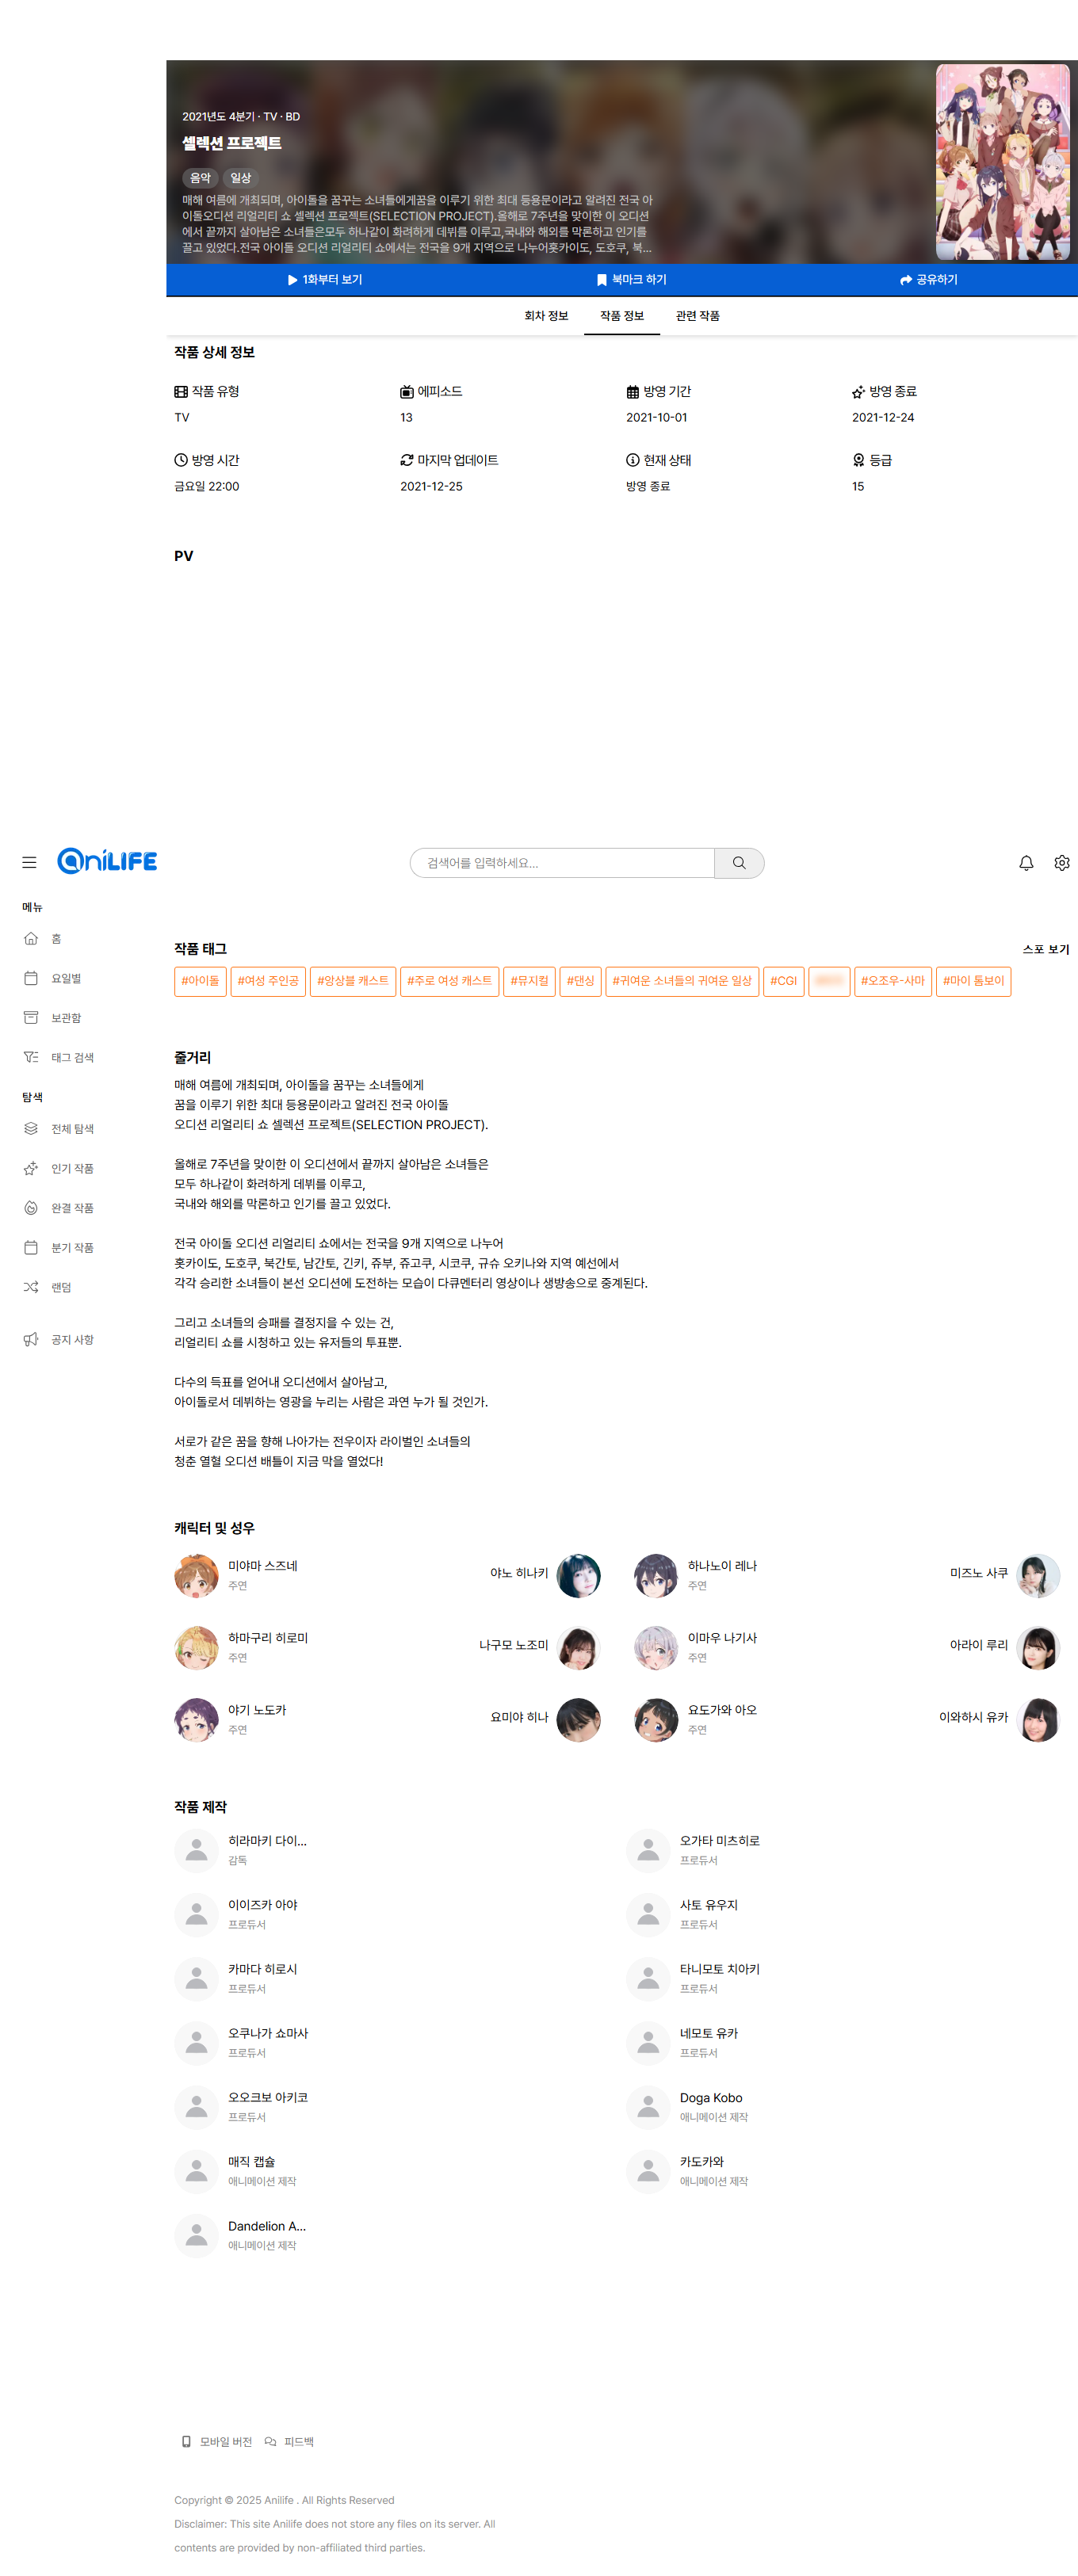 2021년도 4분기 · TV · BD
셀렉션 프로젝트
음악 일상
매해 여름에 개최되며, 아이돌을 꿈꾸는 소녀들에게꿈을 이루기 위한 최대 등용문이라고 알려진 전국 아
이돌오디션 리얼리티 쇼 셀렉션 프로젝트(SELECTION PROJECT).올해로 7주년을 맞이한 이 오디션
에서 끝까지 살아남은 소녀들은모두 하나같이 화려하게 데뷔를 이루고,국내와 해외를 막론하고 인기를
끌고 있었다.전국 아이돌 오디션 리얼리티 쇼에서는 전국을 9개 지역으로 나누어홋카이도, 도호쿠, 북...
1화부터 보기 북마크 하기 공유하기
회차 정보 작품 정보 관련 작품
작품 상세 정보
작품 유형 에피소드 방영 기간 방영 종료
TV 13 2021-10-01 2021-12-24
방영 시간 마지막 업데이트 현재 상태 등급
금요일 22:00 2021-12-25 방영 종료 15
PV
aniLIFE 검색어를 입력하세요...
메뉴
홈
요일별
보관함
태그 검색
탐색
전체 탐색
인기 작품
완결 작품
분기 작품
랜덤
공지 사항
작품 태그 스포 보기
#아이돌 #여성 주인공 #앙상블 캐스트 #주로 여성 캐스트 #뮤지컬 #댄싱 #귀여운 소녀들의 귀여운 일상 #CGI #오조우-사마 #마이 톰보이
줄거리
매해 여름에 개최되며, 아이돌을 꿈꾸는 소녀들에게
꿈을 이루기 위한 최대 등용문이라고 알려진 전국 아이돌
오디션 리얼리티 쇼 셀렉션 프로젝트(SELECTION PROJECT).
올해로 7주년을 맞이한 이 오디션에서 끝까지 살아남은 소녀들은
모두 하나같이 화려하게 데뷔를 이루고,
국내와 해외를 막론하고 인기를 끌고 있었다.
전국 아이돌 오디션 리얼리티 쇼에서는 전국을 9개 지역으로 나누어
홋카이도, 도호쿠, 북간토, 남간토, 긴키, 쥬부, 쥬고쿠, 시코쿠, 규슈 오키나와 지역 예선에서
각각 승리한 소녀들이 본선 오디션에 도전하는 모습이 다큐멘터리 영상이나 생방송으로 중계된다.
그리고 소녀들의 승패를 결정지을 수 있는 건,
리얼리티 쇼를 시청하고 있는 유저들의 투표뿐.
다수의 득표를 얻어내 오디션에서 살아남고,
아이돌로서 데뷔하는 영광을 누리는 사람은 과연 누가 될 것인가.
서로가 같은 꿈을 향해 나아가는 전우이자 라이벌인 소녀들의
청춘 열혈 오디션 배틀이 지금 막을 열었다!
캐릭터 및 성우
미야마 스즈네 야노 히나키 하나노이 레나 미즈노 사쿠
주연 주연
하마구리 히로미 나구모 노조미 이마우 나기사 아라이 루리
주연 주연
야기 노도카 요미야 히나 요도가와 아오 이와하시 유카
주연 주연
작품 제작
히라마키 다이... 오가타 미츠히로
감독 프로듀서
이이즈카 아야 사토 유우지
프로듀서 프로듀서
카마다 히로시 타니모토 치아키
프로듀서 프로듀서
오쿠나가 쇼마사 네모토 유카
프로듀서 프로듀서
오오크보 아키코 Doga Kobo
프로듀서 애니메이션 제작
매직 캡슐 카도카와
애니메이션 제작 애니메이션 제작
Dandelion A...
애니메이션 제작
모바일 버전 피드백
Copyright © 2025 Anilife . All Rights Reserved
Disclaimer: This site Anilife does not store any files on its server. All
contents are provided by non-affiliated third parties.